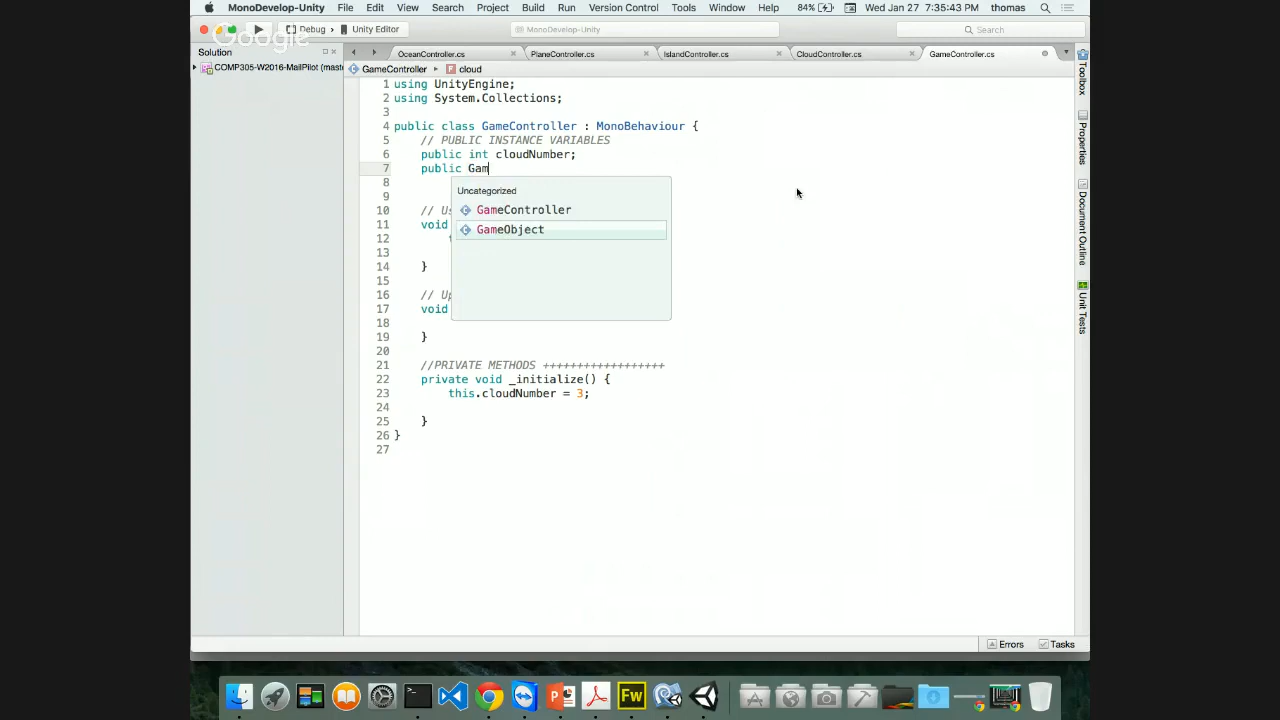 MonoDevelop-Unity File Edit View Search Project Build Run Version Control Tools Window Help 84% Wed Jan 27 7:35:43 PM thomas
Google
Debug › Unity Editor MonoDevelop-Unity Search
Solution
COMP305-W2016-MailPilot (mast
OceanController.cs PlaneController.cs IslandController.cs CloudController.cs GameController.cs
GameController ▸ cloud
1 using UnityEngine;
2 using System.Collections;
3
4 public class GameController : MonoBehaviour {
5 // PUBLIC INSTANCE VARIABLES
6 public int cloudNumber;
7 public Gam
8
9
10 // Us
11 void
12
13
14 }
15
16 // Up
17 void
18
19 }
20
21 //PRIVATE METHODS ++++++++++++++++++
22 private void _initialize() {
23 this.cloudNumber = 3;
24
25 }
26 }
27
Uncategorized
GameController
GameObject
Toolbox
Properties
Document Outline
Unit Tests
Errors Tasks
Fw